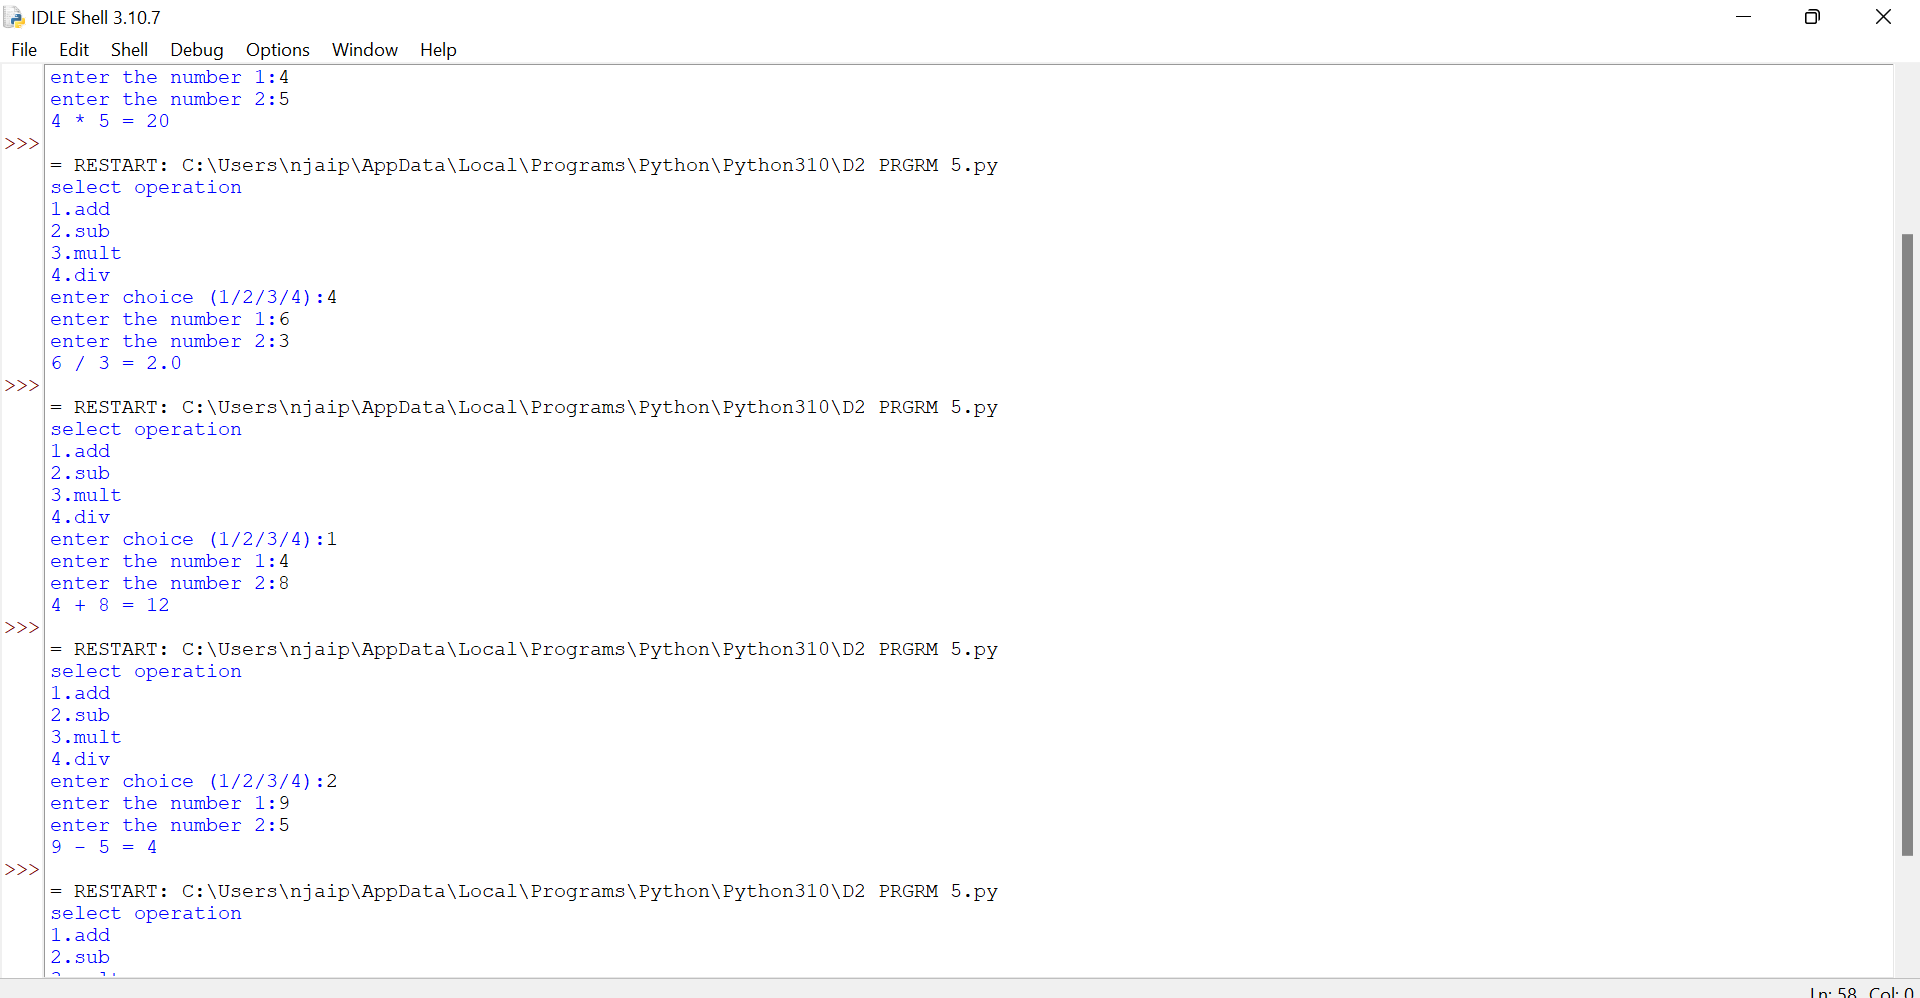 IDLE Shell 3.10.7
File Edit Shell Debug Options Window Help
enter the number 1:4
enter the number 2:5
4 * 5 = 20
>>>
= RESTART: C:\Users\njaip\AppData\Local\Programs\Python\Python310\D2 PRGRM 5.py
select operation
1.add
2.sub
3.mult
4.div
enter choice (1/2/3/4):4
enter the number 1:6
enter the number 2:3
6 / 3 = 2.0
>>>
= RESTART: C:\Users\njaip\AppData\Local\Programs\Python\Python310\D2 PRGRM 5.py
select operation
1.add
2.sub
3.mult
4.div
enter choice (1/2/3/4):1
enter the number 1:4
enter the number 2:8
4 + 8 = 12
>>>
= RESTART: C:\Users\njaip\AppData\Local\Programs\Python\Python310\D2 PRGRM 5.py
select operation
1.add
2.sub
3.mult
4.div
enter choice (1/2/3/4):2
enter the number 1:9
enter the number 2:5
9 - 5 = 4
>>>
= RESTART: C:\Users\njaip\AppData\Local\Programs\Python\Python310\D2 PRGRM 5.py
select operation
1.add
2.sub
Ln: 58 Col: 0